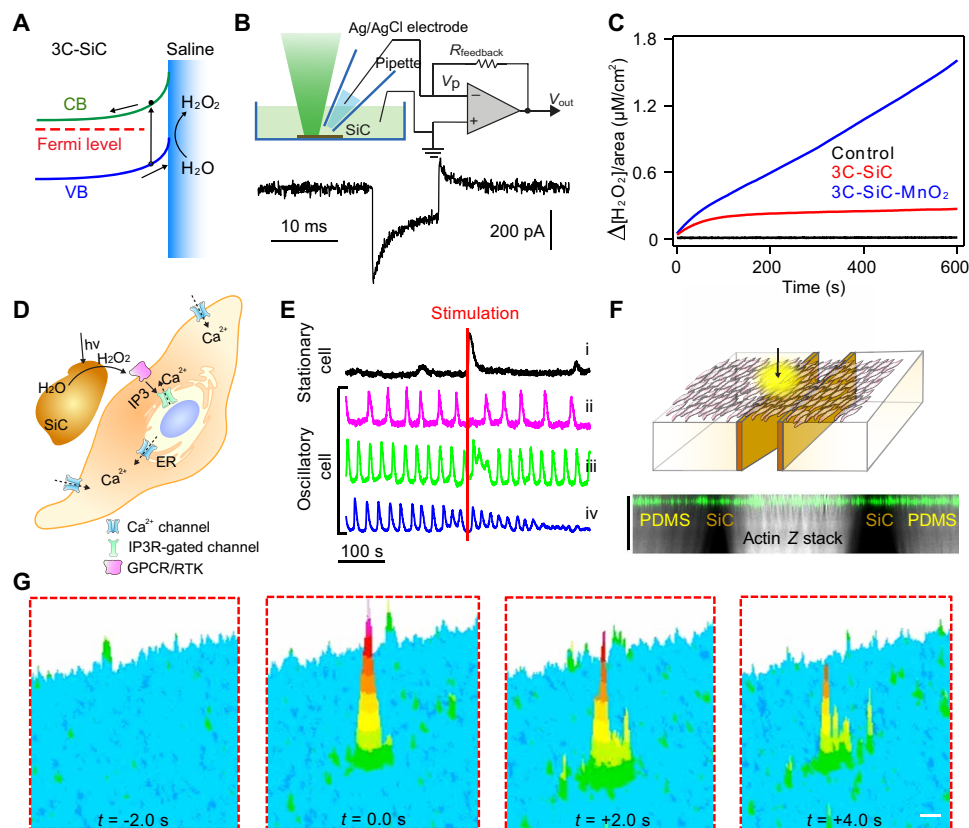 A
3C-SiC
Saline
CB
Fermi level
VB
H₂O₂
H₂O
B
Ag/AgCl electrode
Pipette
SiC
Rfeedback
Vp
−
+
Vout
10 ms
200 pA
C
Δ[H₂O₂]/area (μM/cm²)
1.8
1.2
0.6
0
Control
3C-SiC
3C-SiC-MnO₂
0
200
400
600
Time (s)
D
hv
H₂O₂
H₂O
SiC
Ca²⁺
Ca²⁺
IP3
ER
Ca²⁺
Ca²⁺ channel
IP3R-gated channel
GPCR/RTK
E
Stimulation
Stationary
cell
Oscillatory
cell
i
ii
iii
iv
100 s
F
PDMS
SiC
SiC
PDMS
Actin Z stack
G
t = -2.0 s
t = 0.0 s
t = +2.0 s
t = +4.0 s